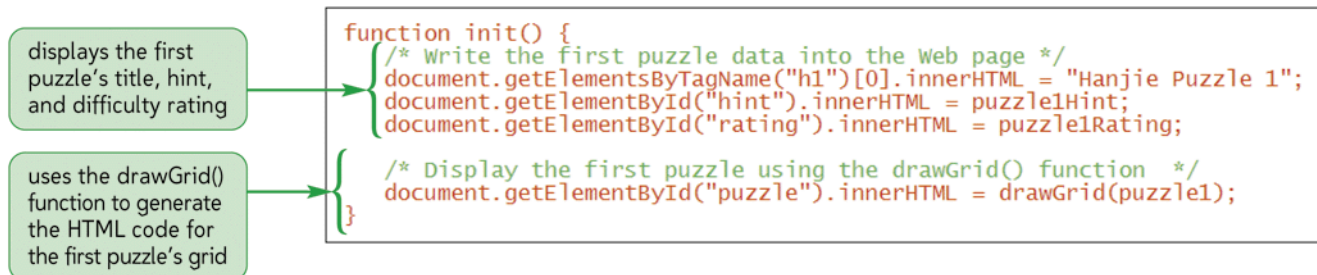 displays the first
puzzle's title, hint,
and difficulty rating
function init() {
/* Write the first puzzle data into the Web page */
document.getElementsByTagName("h1")[0].innerHTML = "Hanjie Puzzle 1";
document.getElementById("hint").innerHTML = puzzle1Hint;
document.getElementById("rating").innerHTML = puzzle1Rating;
uses the drawGrid()
function to generate
the HTML code for
the first puzzle's grid
/* Display the first puzzle using the drawGrid() function  */
document.getElementById("puzzle").innerHTML = drawGrid(puzzle1);
}